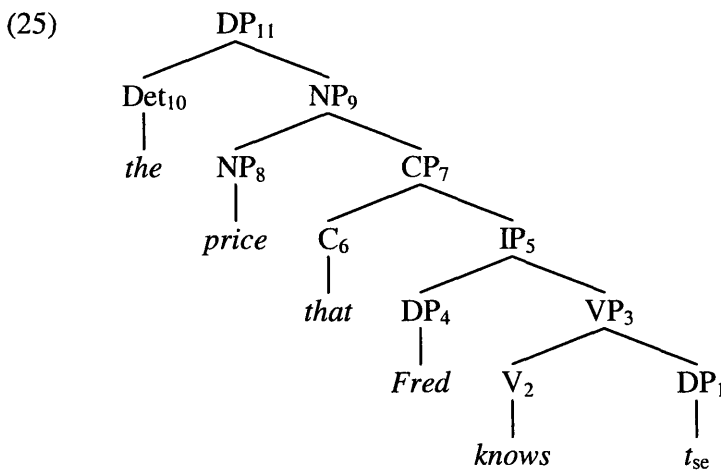 (25) DP₁₁
Det₁₀ NP₉
the NP₈ CP₇
price C₆ IP₅
that DP₄ VP₃
Fred V₂ DP₁
knows tₛₑ